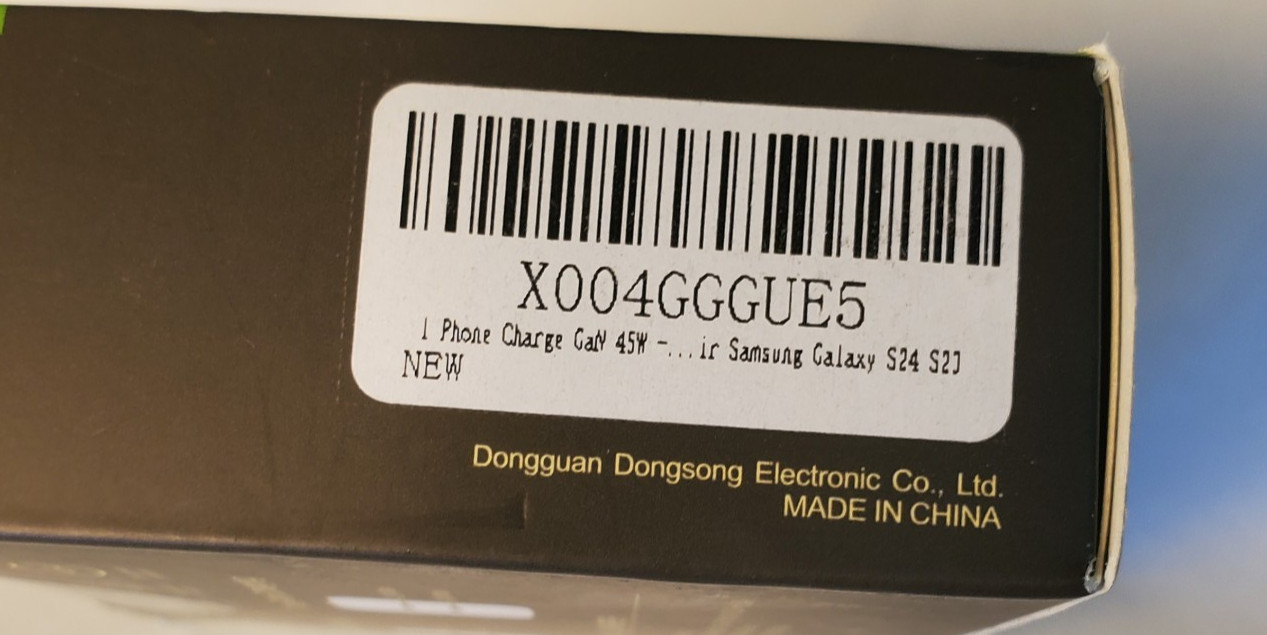 X004GGGUE5
1 Phone Charge GaN 45W -...ir Samsung Galaxy S24 S23
NEW
Dongguan Dongsong Electronic Co., Ltd.
MADE IN CHINA